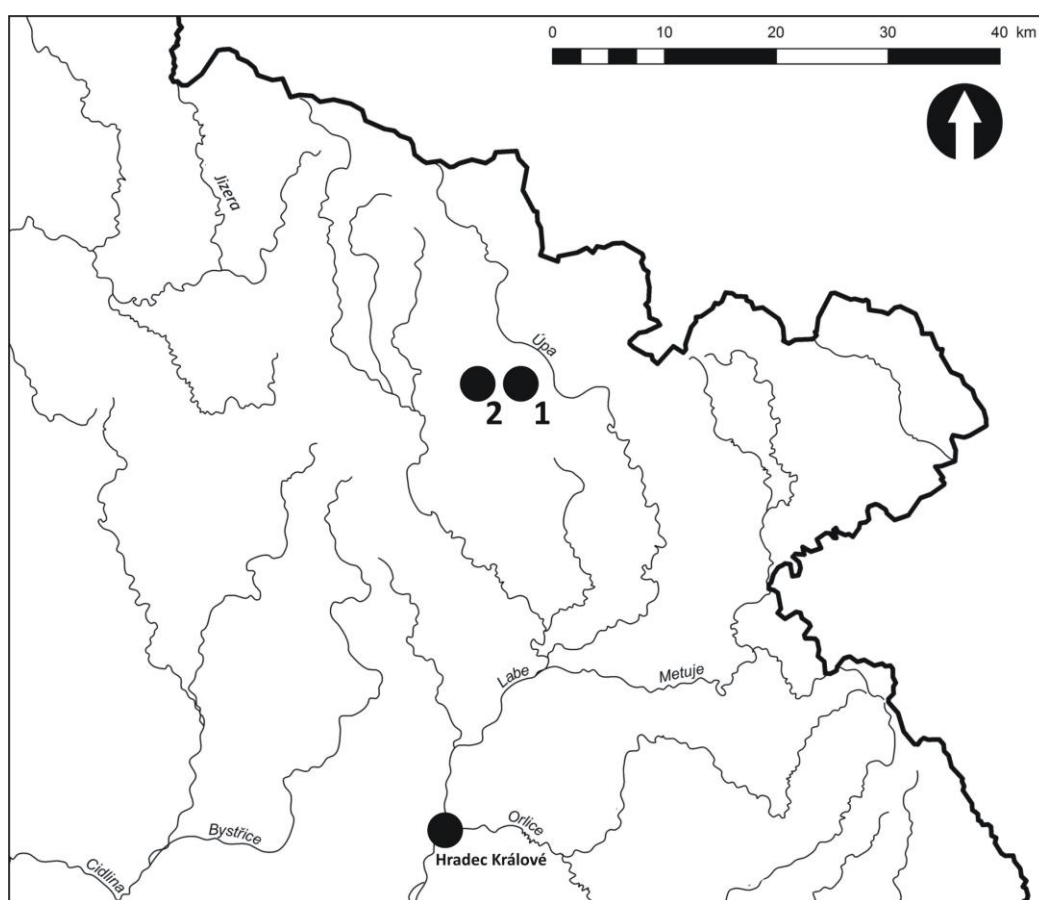 0 10 20 30 40 km
Jizera
Úpa
2 1
Labe
Metuje
Orlice
Bystřice
Hradec Králové
Cidlina